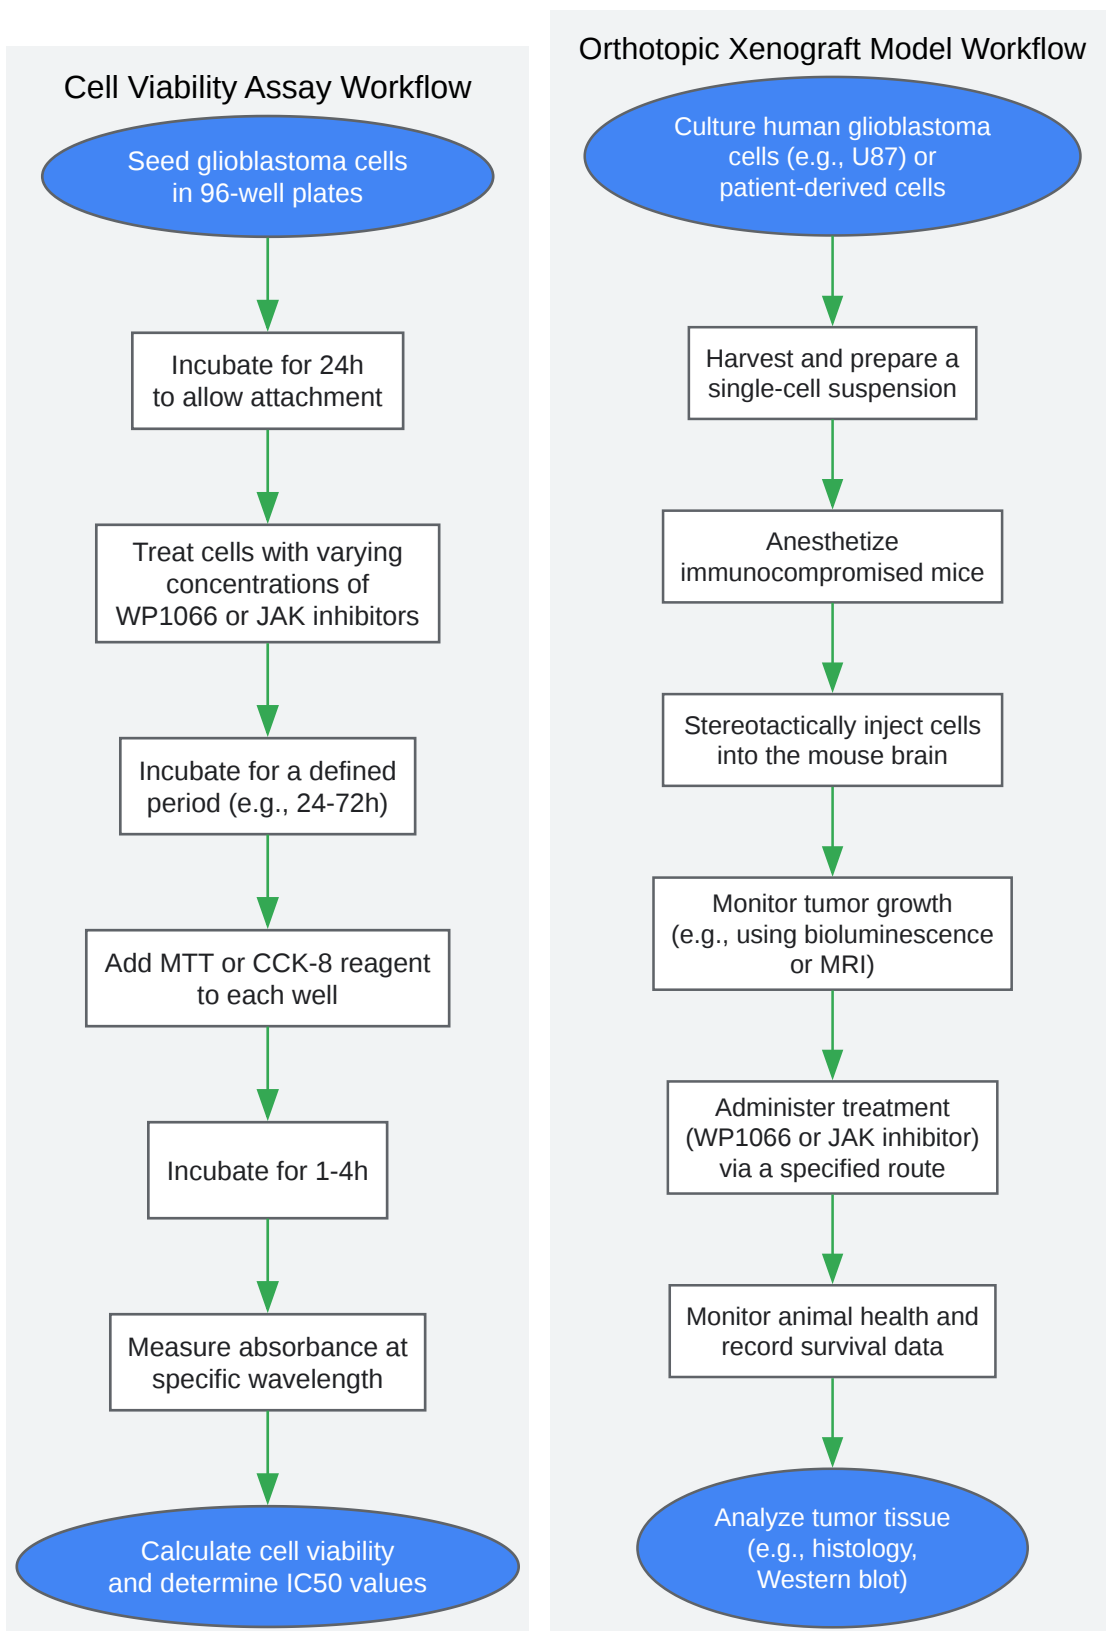 Cell Viability Assay Workflow
Seed glioblastoma cells
in 96-well plates
Incubate for 24h
to allow attachment
Treat cells with varying
concentrations of
WP1066 or JAK inhibitors
Incubate for a defined
period (e.g., 24-72h)
Add MTT or CCK-8 reagent
to each well
Incubate for 1-4h
Measure absorbance at
specific wavelength
Calculate cell viability
and determine IC50 values
Orthotopic Xenograft Model Workflow
Culture human glioblastoma
cells (e.g., U87) or
patient-derived cells
Harvest and prepare a
single-cell suspension
Anesthetize
immunocompromised mice
Stereotactically inject cells
into the mouse brain
Monitor tumor growth
(e.g., using bioluminescence
or MRI)
Administer treatment
(WP1066 or JAK inhibitor)
via a specified route
Monitor animal health and
record survival data
Analyze tumor tissue
(e.g., histology,
Western blot)